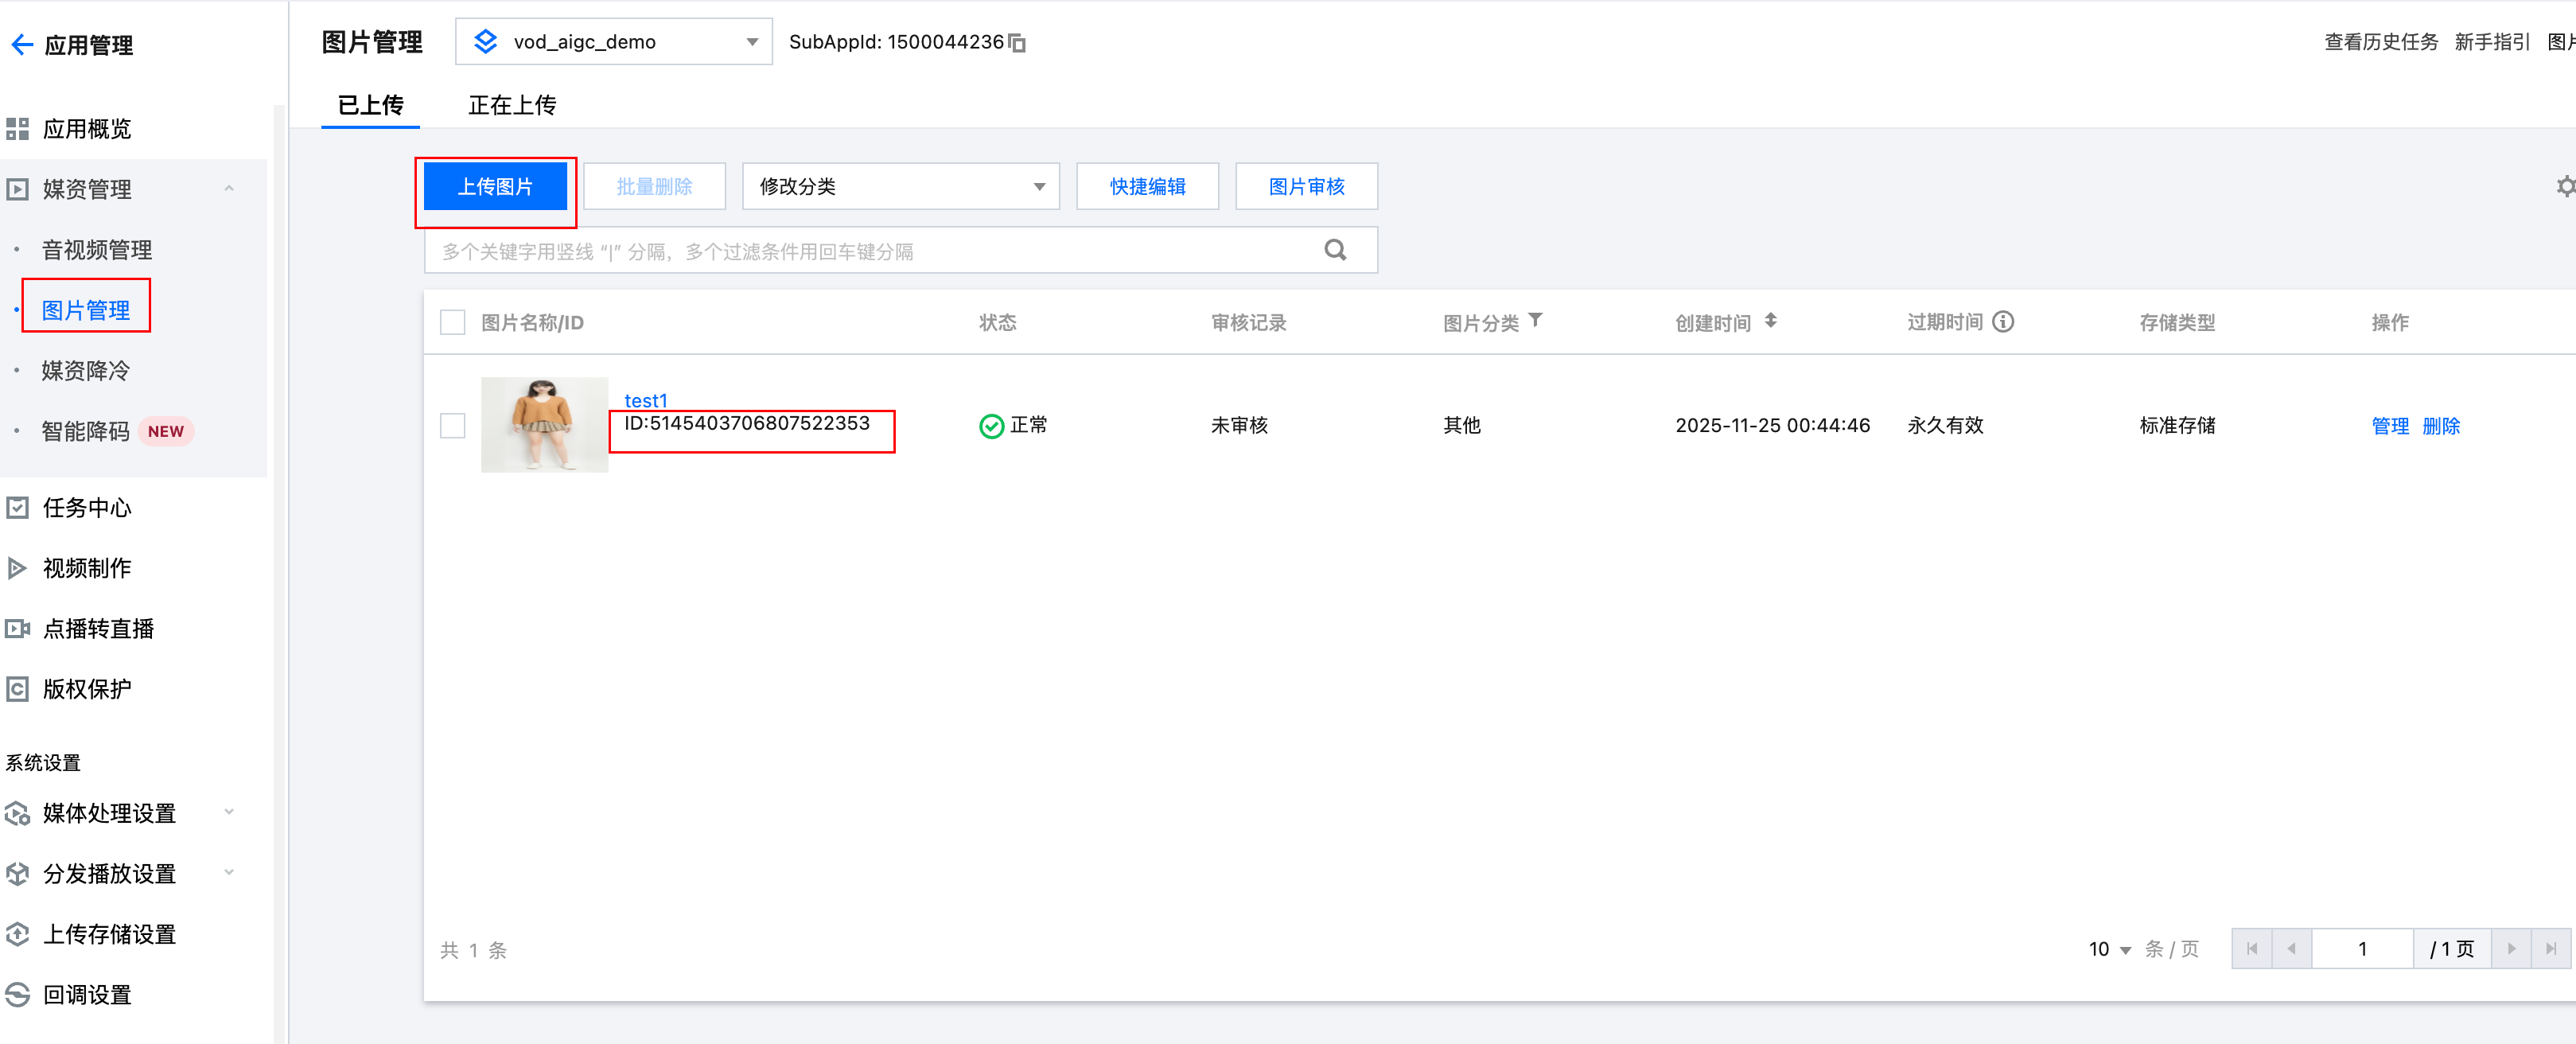 应用管理
应用概览
媒资管理
音视频管理
图片管理
媒资降冷
智能降码 NEW
任务中心
视频制作
点播转直播
版权保护
系统设置
媒体处理设置
分发播放设置
上传存储设置
回调设置
图片管理 vod_aigc_demo SubAppId: 1500044236 查看历史任务 新手指引 图片
已上传 正在上传
上传图片 批量删除 修改分类 快捷编辑 图片审核
多个关键字用竖线 “|” 分隔，多个过滤条件用回车键分隔
图片名称/ID 状态 审核记录 图片分类 创建时间 过期时间 存储类型 操作
test1
ID:5145403706807522353 正常 未审核 其他 2025-11-25 00:44:46 永久有效 标准存储 管理 删除
共 1 条 10 条 / 页 1 / 1 页